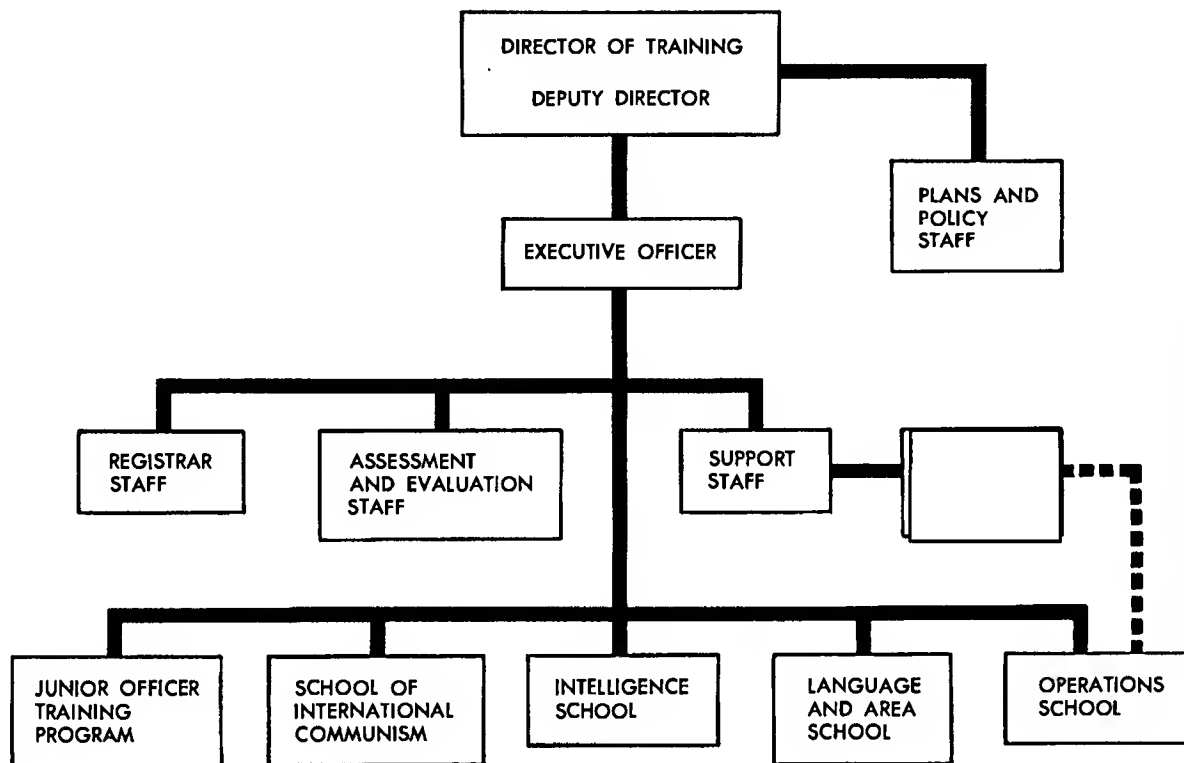 DIRECTOR OF TRAINING
DEPUTY DIRECTOR
PLANS AND
POLICY
STAFF
EXECUTIVE OFFICER
REGISTRAR
STAFF
ASSESSMENT
AND EVALUATION
STAFF
SUPPORT
STAFF
JUNIOR OFFICER
TRAINING
PROGRAM
SCHOOL OF
INTERNATIONAL
COMMUNISM
INTELLIGENCE
SCHOOL
LANGUAGE
AND AREA
SCHOOL
OPERATIONS
SCHOOL